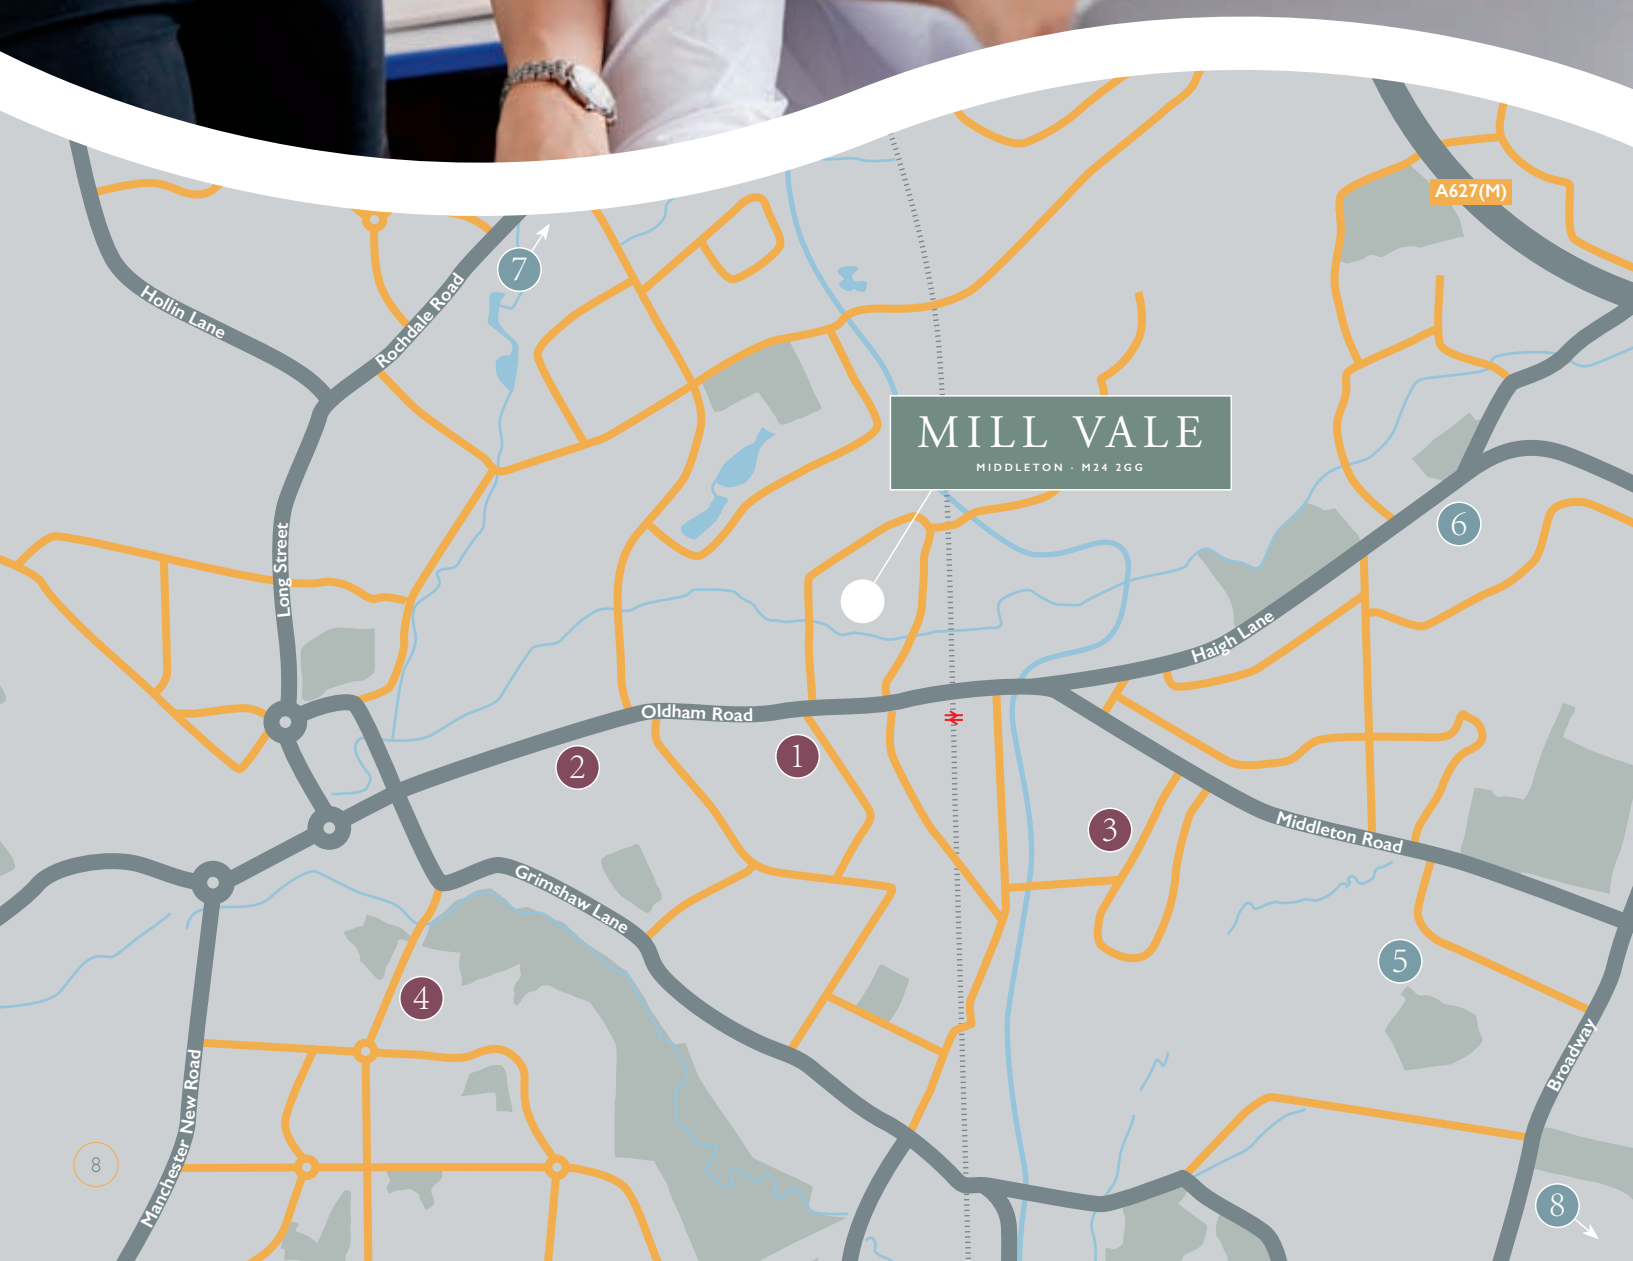 A627(M)
7
Hollin Lane
Rochdale Road
MILL VALE
MIDDLETON · M24 2GG
6
Long Street
Haigh Lane
Oldham Road
2
1
3
Middleton Road
Grimshaw Lane
5
4
Broadway
Manchester New Road
8
8